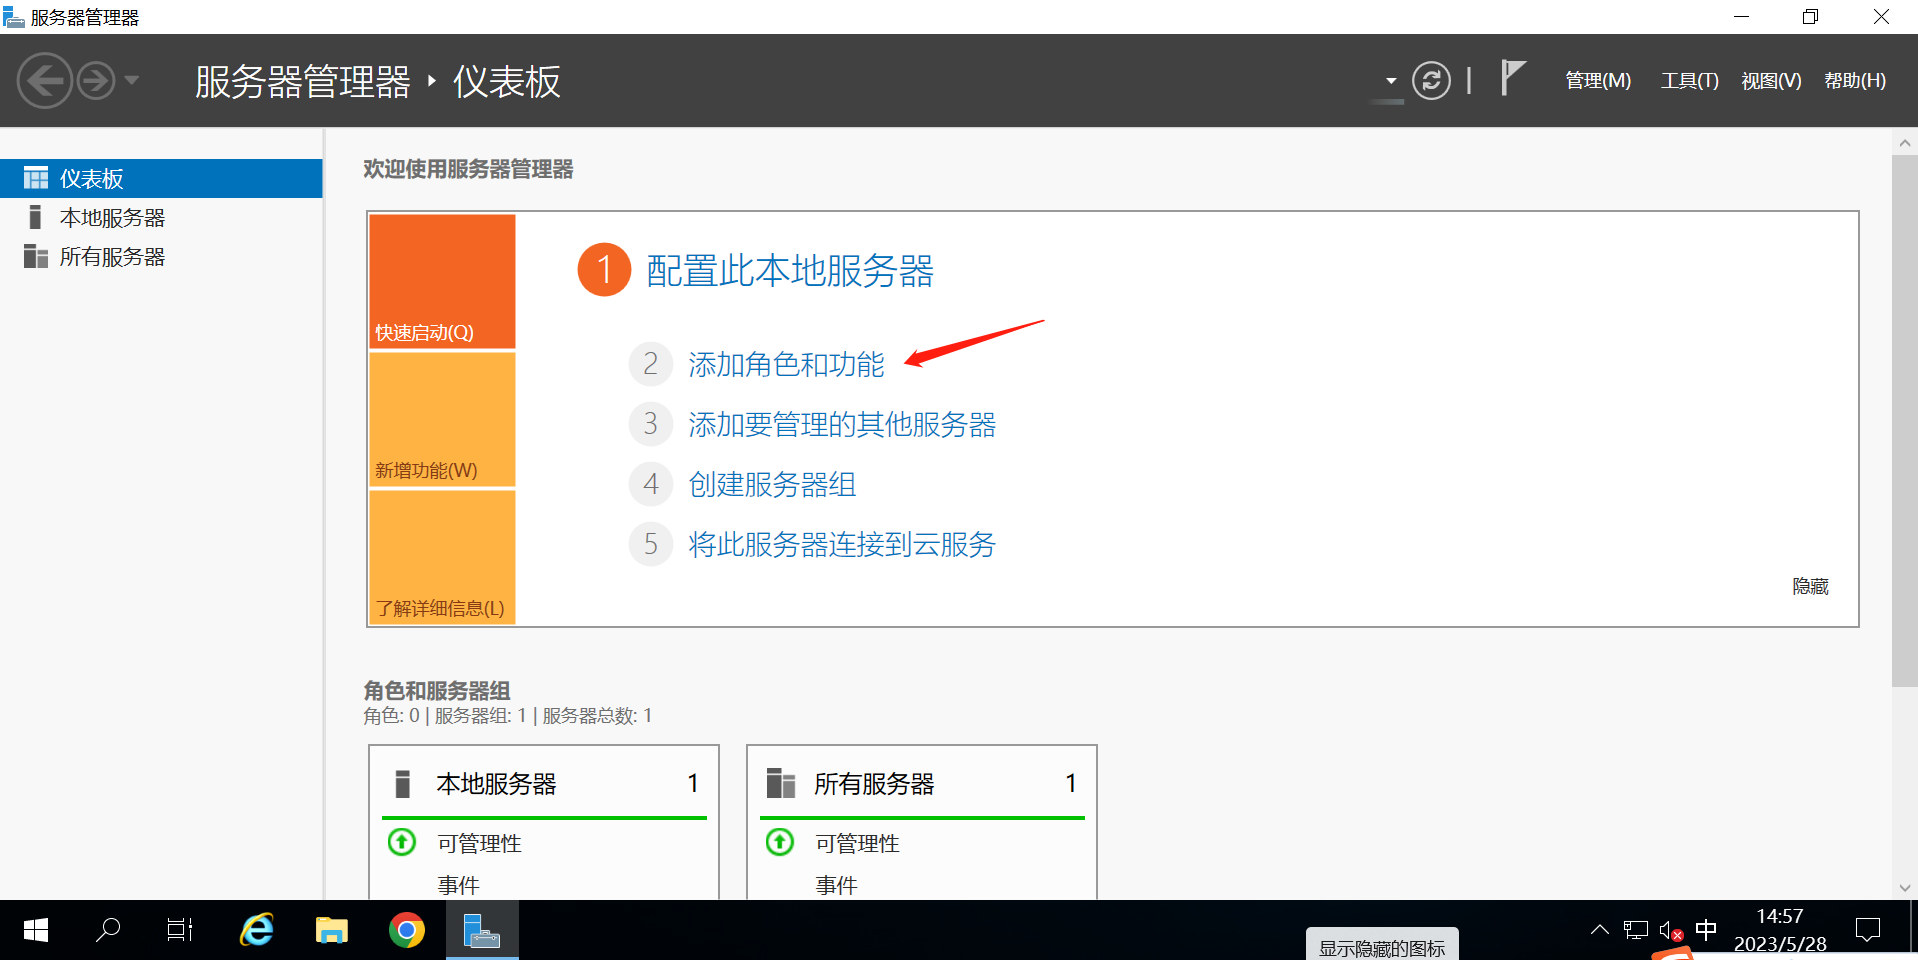 服务器管理器
服务器管理器 ‣ 仪表板
管理(M) 工具(T) 视图(V) 帮助(H)
仪表板
本地服务器
所有服务器
欢迎使用服务器管理器
快速启动(Q)
新增功能(W)
了解详细信息(L)
1 配置此本地服务器
2 添加角色和功能
3 添加要管理的其他服务器
4 创建服务器组
5 将此服务器连接到云服务
隐藏
角色和服务器组
角色: 0 | 服务器组: 1 | 服务器总数: 1
本地服务器 1
可管理性
事件
所有服务器 1
可管理性
事件
显示隐藏的图标
中
14:57
2023/5/28